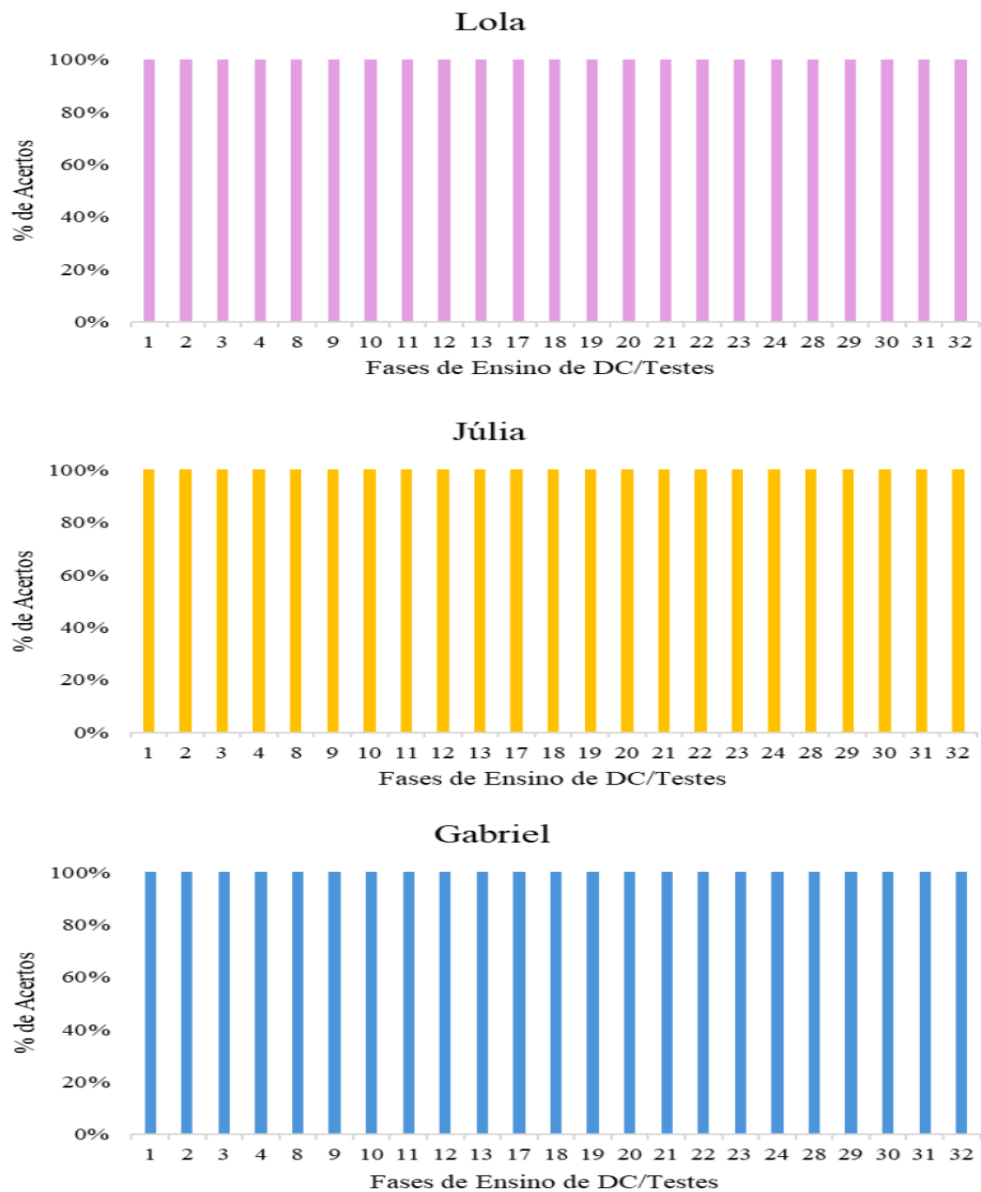 Lola
100%
80%
60%
40%
20%
0%
% de Acertos
1 2 3 4 8 9 10 11 12 13 17 18 19 20 21 22 23 24 28 29 30 31 32
Fases de Ensino de DC/Testes
Júlia
100%
80%
60%
40%
20%
0%
% de Acertos
1 2 3 4 8 9 10 11 12 13 17 18 19 20 21 22 23 24 28 29 30 31 32
Fases de Ensino de DC/Testes
Gabriel
100%
80%
60%
40%
20%
0%
% de Acertos
1 2 3 4 8 9 10 11 12 13 17 18 19 20 21 22 23 24 28 29 30 31 32
Fases de Ensino de DC/Testes